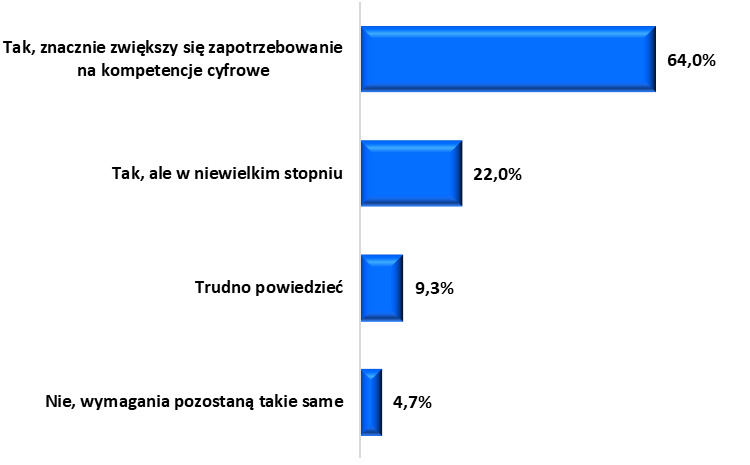 Tak, znacznie zwiększy się zapotrzebowanie
na kompetencje cyfrowe
64,0%
Tak, ale w niewielkim stopniu
22,0%
Trudno powiedzieć
9,3%
Nie, wymagania pozostaną takie same
4,7%